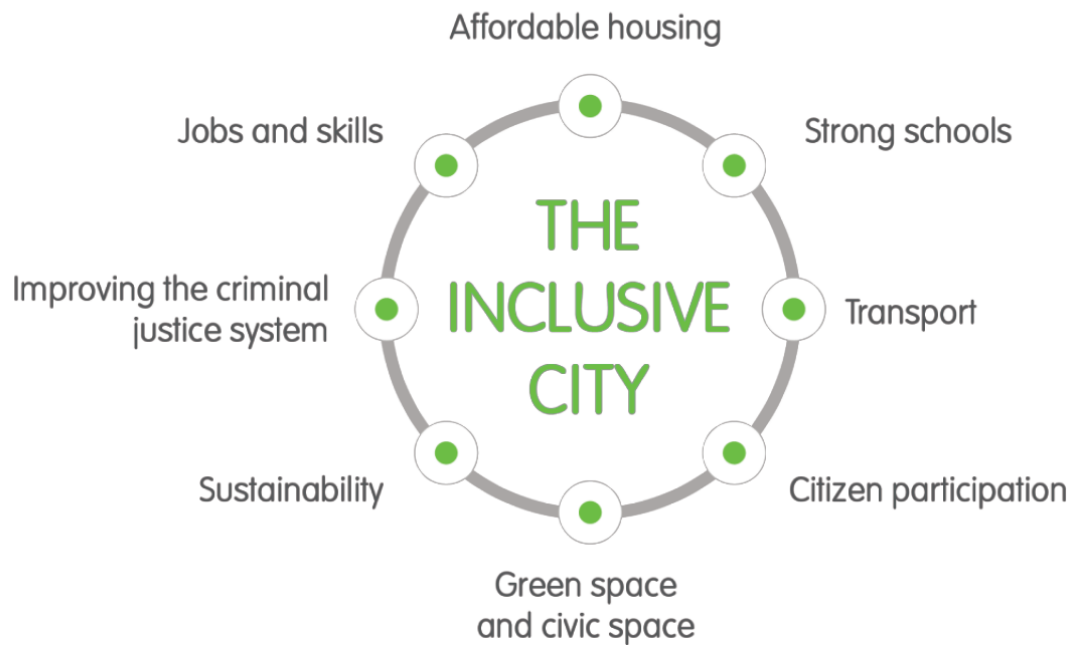 Affordable housing
Jobs and skills
Strong schools
THE
INCLUSIVE
CITY
Improving the criminal
justice system
Transport
Sustainability
Citizen participation
Green space
and civic space